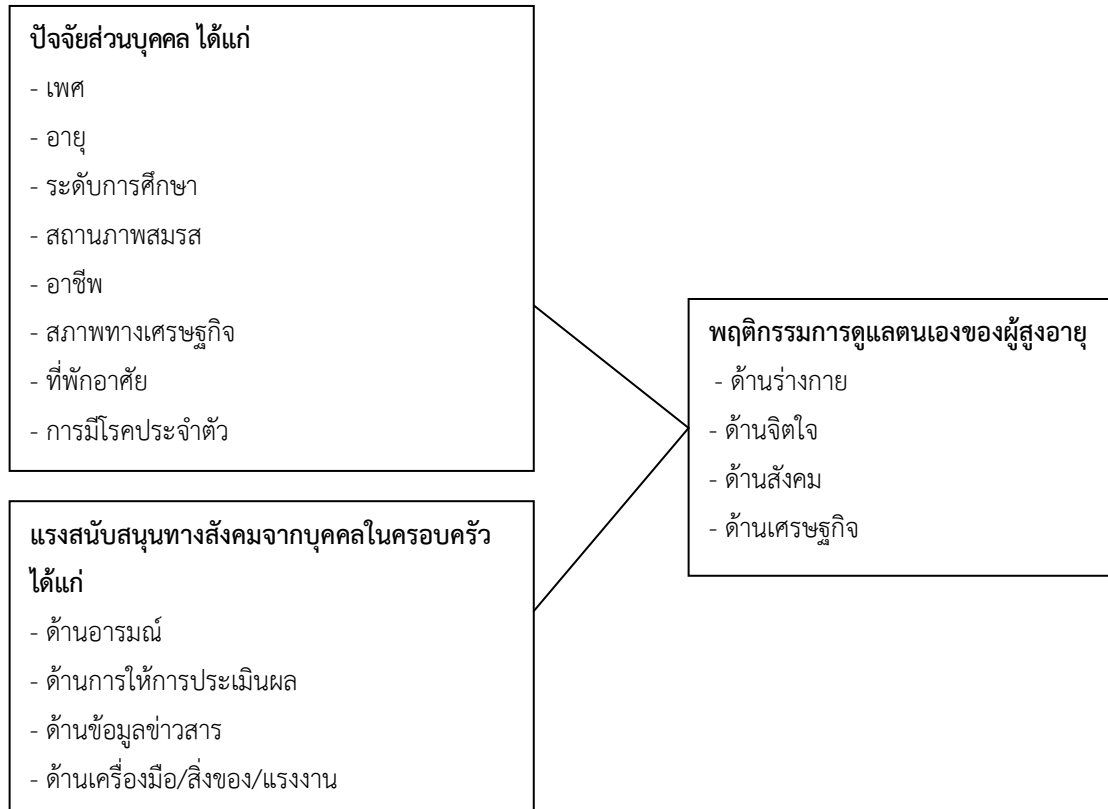 ปัจจัยส่วนบุคคล ได้แก่
- เพศ
- อายุ
- ระดับการศึกษา
- สถานภาพสมรส
- อาชีพ
- สภาพทางเศรษฐกิจ
- ที่พักอาศัย
- การมีโรคประจำตัว
แรงสนับสนุนทางสังคมจากบุคคลในครอบครัว
ได้แก่
- ด้านอารมณ์
- ด้านการให้การประเมินผล
- ด้านข้อมูลข่าวสาร
- ด้านเครื่องมือ/สิ่งของ/แรงงาน
พฤติกรรมการดูแลตนเองของผู้สูงอายุ
- ด้านร่างกาย
- ด้านจิตใจ
- ด้านสังคม
- ด้านเศรษฐกิจ